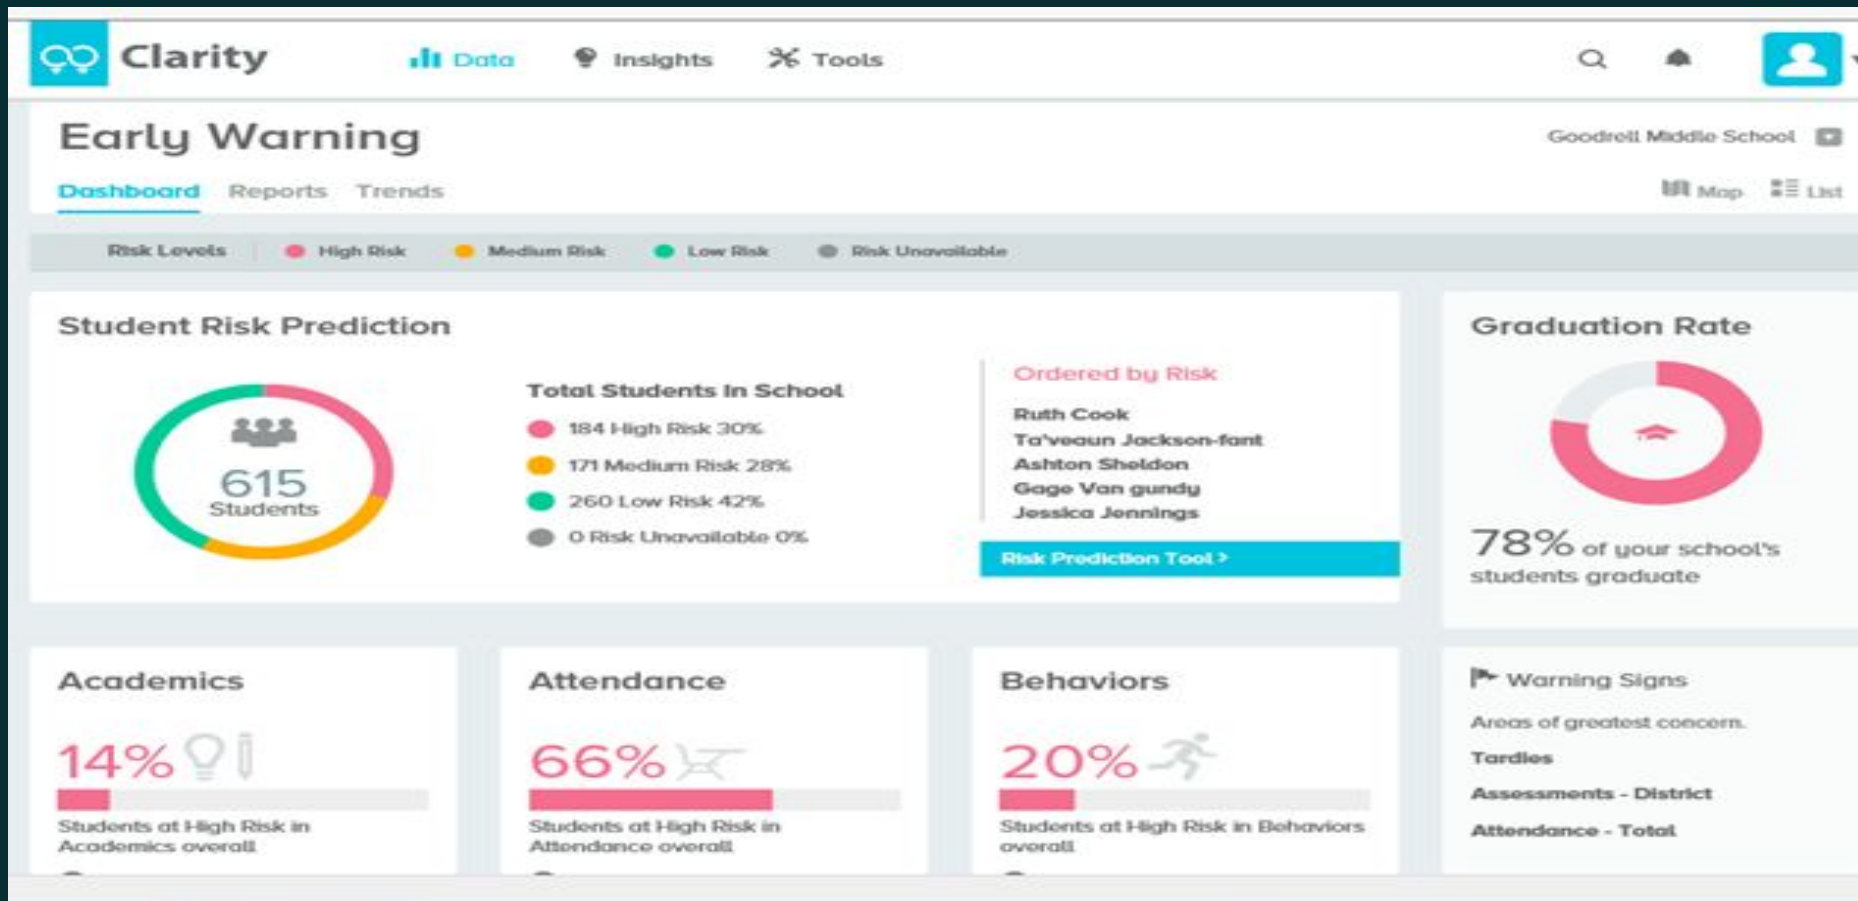 Clarity
Data
Insights
Tools
Early Warning
Goodrell Middle School
Dashboard Reports Trends
Map List
Risk Levels High Risk Medium Risk Low Risk Risk Unavailable
Student Risk Prediction
615
Students
Total Students In School
184 High Risk 30%
171 Medium Risk 28%
260 Low Risk 42%
0 Risk Unavailable 0%
Ordered by Risk
Ruth Cook
Ta'veaun Jackson-fant
Ashton Sheldon
Gage Van gundy
Jessica Jennings
Risk Prediction Tool >
Graduation Rate
78% of your school's
students graduate
Academics
14%
Students at High Risk in
Academics overall
Attendance
66%
Students at High Risk in
Attendance overall
Behaviors
20%
Students at High Risk in Behaviors
overall
Warning Signs
Areas of greatest concern.
Tardies
Assessments - District
Attendance - Total